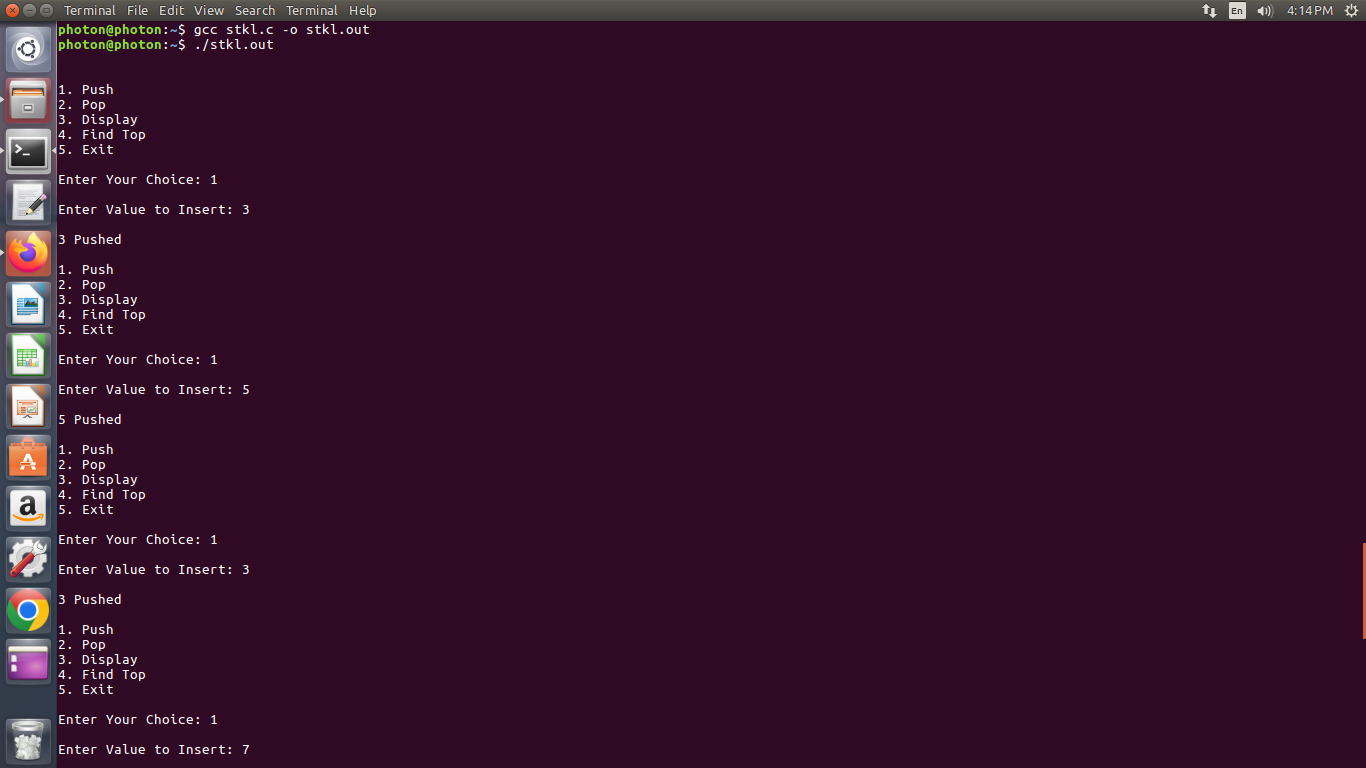 Terminal File Edit View Search Terminal Help En 4:14 PM
photon@photon:~$ gcc stkl.c -o stkl.out
photon@photon:~$ ./stkl.out
1. Push
2. Pop
3. Display
4. Find Top
5. Exit
Enter Your Choice: 1
Enter Value to Insert: 3
3 Pushed
1. Push
2. Pop
3. Display
4. Find Top
5. Exit
Enter Your Choice: 1
Enter Value to Insert: 5
5 Pushed
1. Push
2. Pop
3. Display
4. Find Top
5. Exit
Enter Your Choice: 1
Enter Value to Insert: 3
3 Pushed
1. Push
2. Pop
3. Display
4. Find Top
5. Exit
Enter Your Choice: 1
Enter Value to Insert: 7